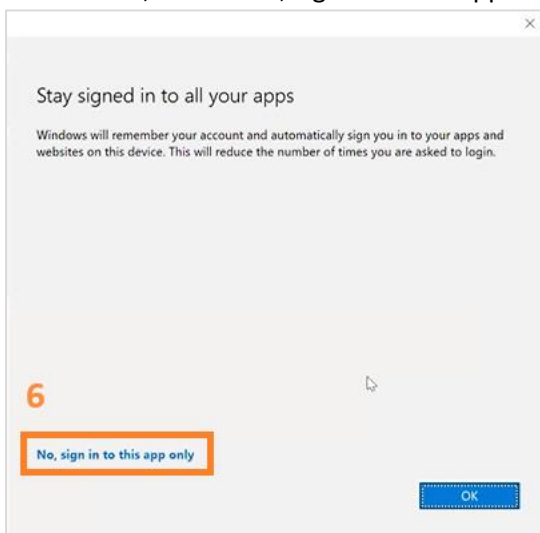 Stay signed in to all your apps
Windows will remember your account and automatically sign you in to your apps and
websites on this device. This will reduce the number of times you are asked to login.
6
No, sign in to this app only
OK